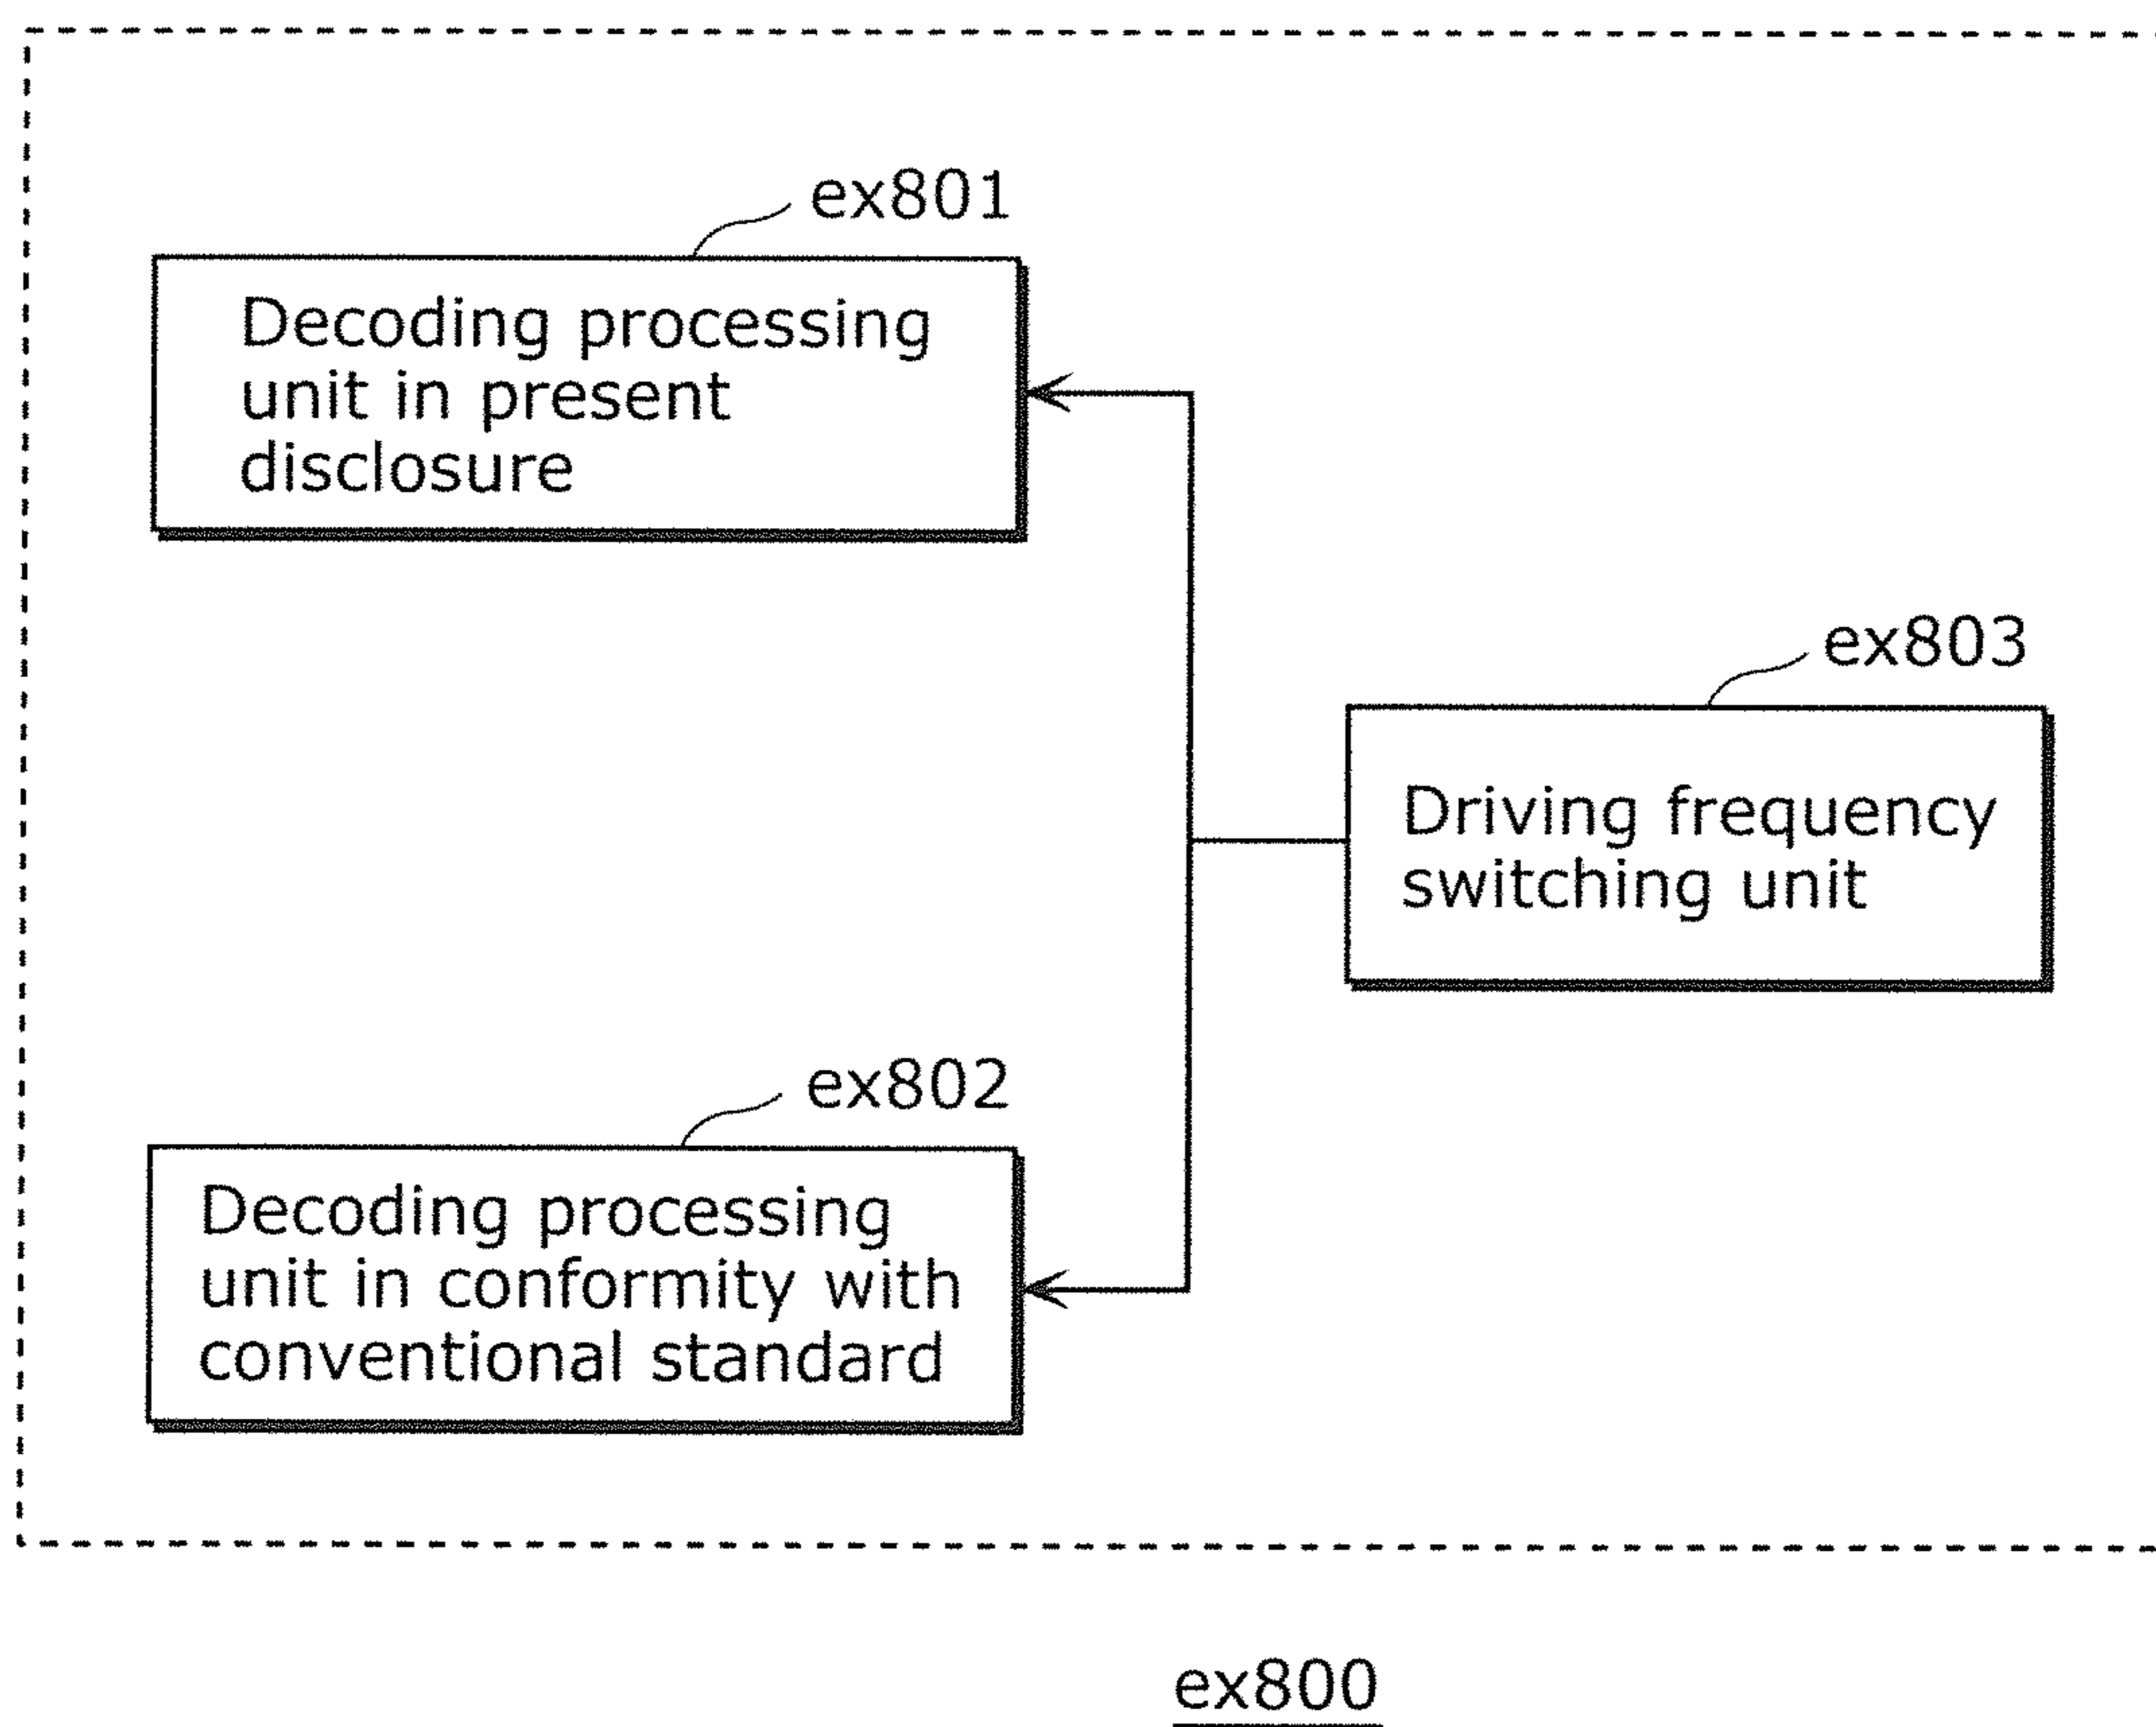 ex801
Decoding processing
unit in present
disclosure
ex803
Driving frequency
switching unit
ex802
Decoding processing
unit in conformity with
conventional standard
ex800